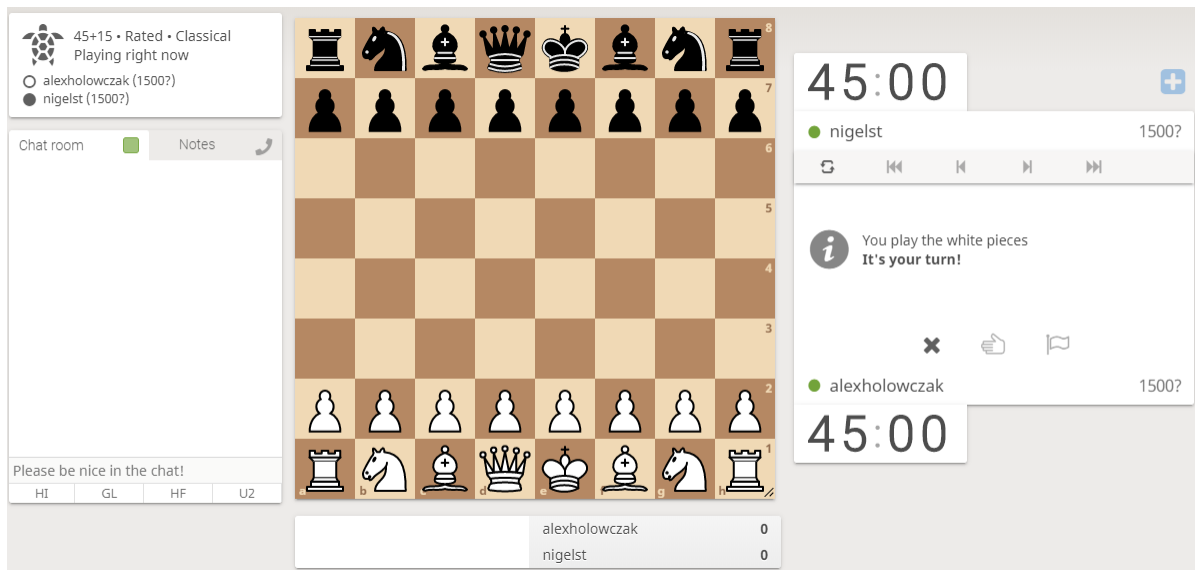 45+15 • Rated • Classical
Playing right now
alexholowczak (1500?)
nigelst (1500?)
Chat room
Notes
Please be nice in the chat!
HI GL HF U2
8
7
6
5
4
3
2
1
a b c d e f g h
alexholowczak 0
nigelst 0
45:00
nigelst 1500?
You play the white pieces
It's your turn!
alexholowczak 1500?
45:00